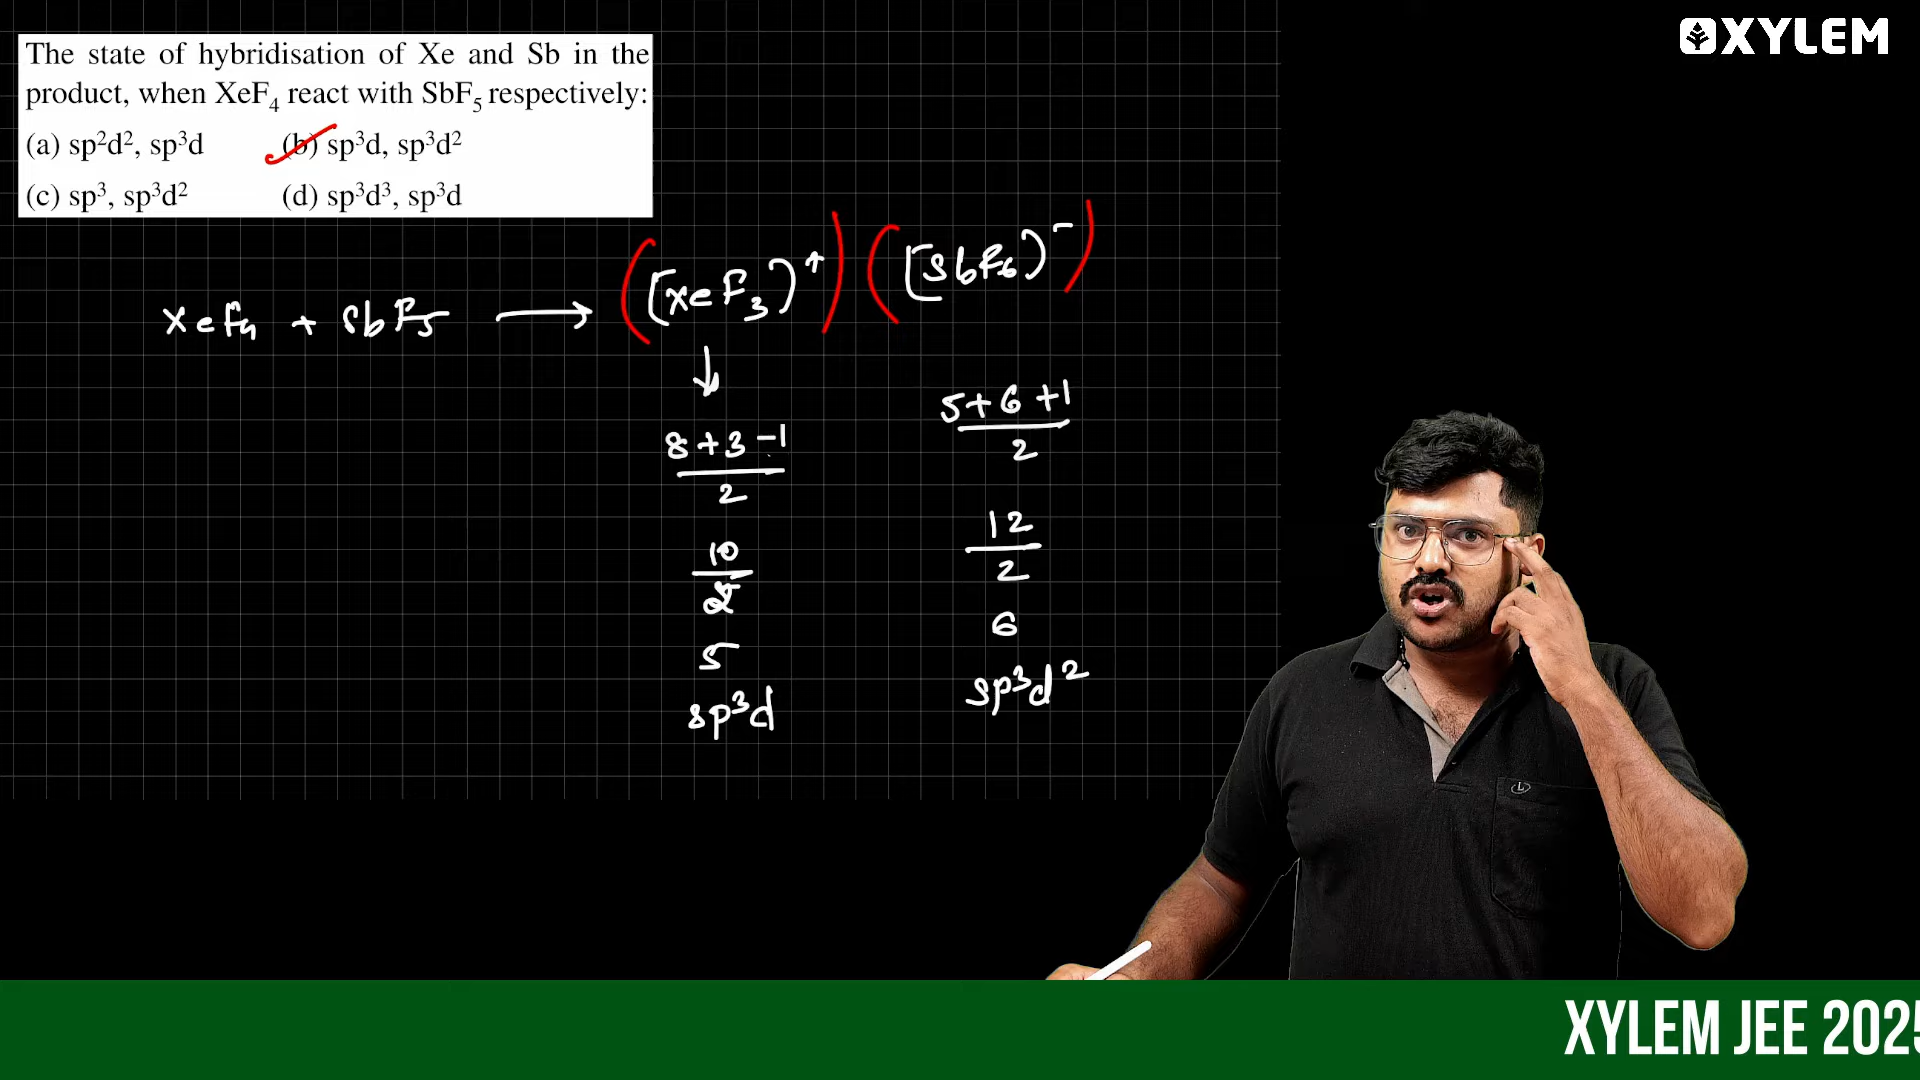 XYLEM
The state of hybridisation of Xe and Sb in the
product, when XeF₄ react with SbF₅ respectively:
(a) sp²d², sp³d (b) sp³d, sp³d²
(c) sp³, sp³d² (d) sp³d³, sp³d
XeF₄ + SbF₅ ⟶ ([XeF₃)⁺) ([SbF₆)⁻)
↓
8+3-1
2
10
2
5
sp³d
5+6+1
2
12
2
6
sp³d²
L
XYLEM JEE 2025